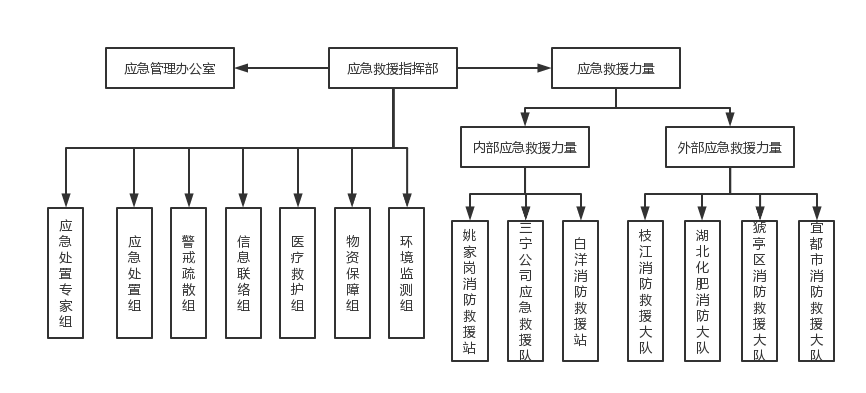 应急管理办公室
应急救援指挥部
应急救援力量
内部应急救援力量
外部应急救援力量
应急处置专家组
应急处置组
警戒疏散组
信息联络组
医疗救护组
物资保障组
环境监测组
姚家岗消防救援站
三宁公司应急救援队
白洋消防救援站
枝江消防救援大队
湖北化肥消防大队
猇亭区消防救援大队
宜都市消防救援大队